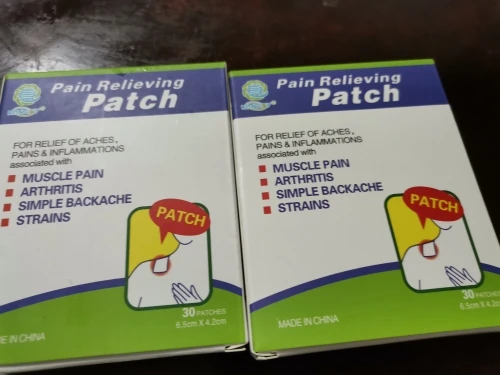 Pain Relieving
Patch
FOR RELIEF OF ACHES,
PAINS & INFLAMMATIONS
associated with
MUSCLE PAIN
ARTHRITIS
SIMPLE BACKACHE
STRAINS
PATCH
30 PATCHES
6.5cm X 4.2cm
DE IN CHINA
Pain Relieving
Patch
FOR RELIEF OF ACHES,
PAINS & INFLAMMATIONS
associated with
MUSCLE PAIN
ARTHRITIS
SIMPLE BACKACHE
STRAINS
PATCH
30 PATCHES
6.5cm X 4.2cm
MADE IN CHINA